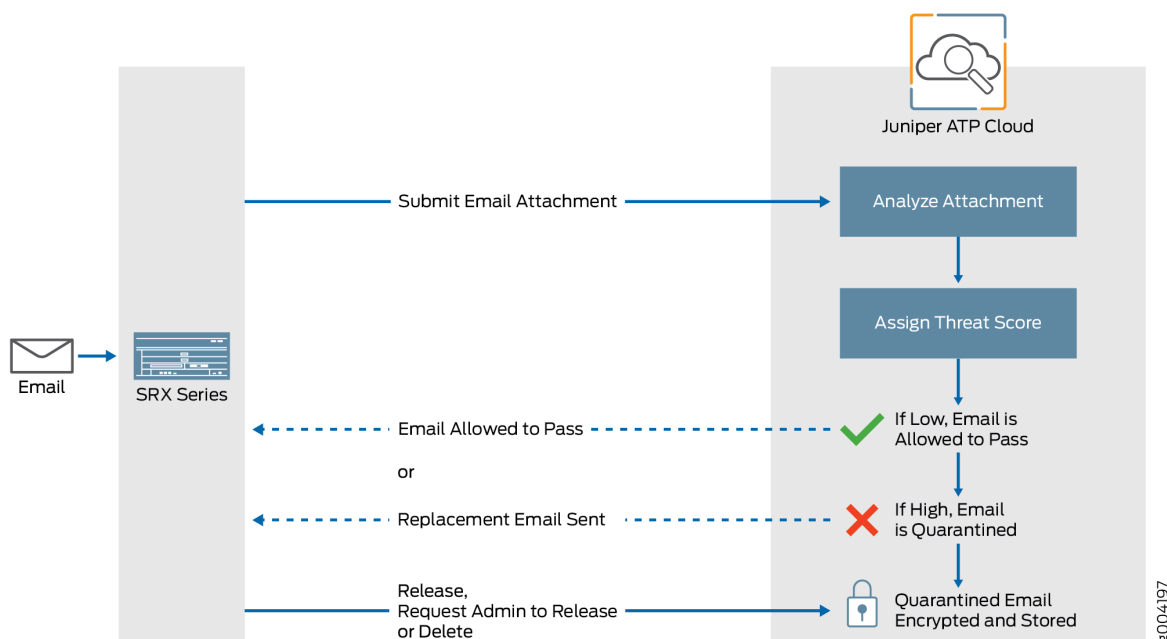 Juniper ATP Cloud
Submit Email Attachment
Analyze Attachment
Assign Threat Score
Email
SRX Series
Email Allowed to Pass
If Low, Email is
Allowed to Pass
or
Replacement Email Sent
If High, Email
is Quarantined
Release,
Request Admin to Release
or Delete
Quarantined Email
Encrypted and Stored